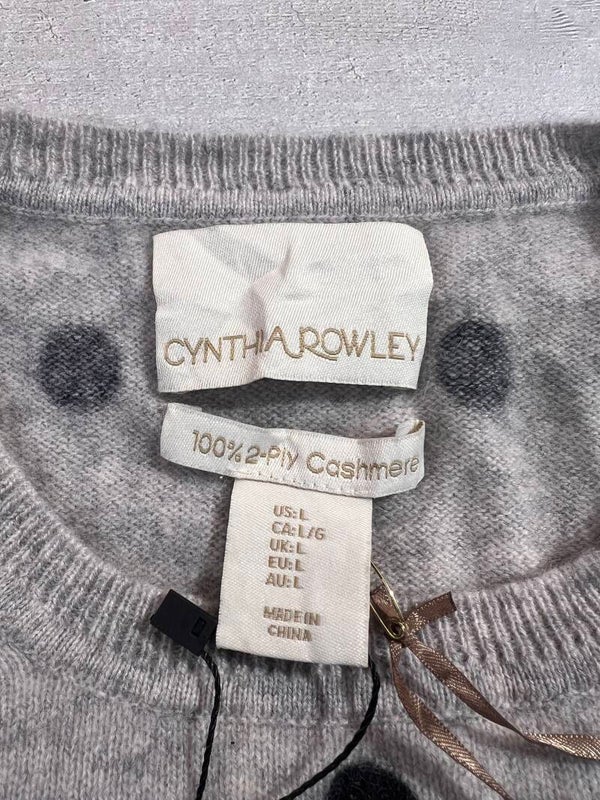 CYNTHIA ROWLEY
100% 2-Ply Cashmere
US: L
CA: L/G
UK: L
EU: L
AU: L
MADE IN
CHINA